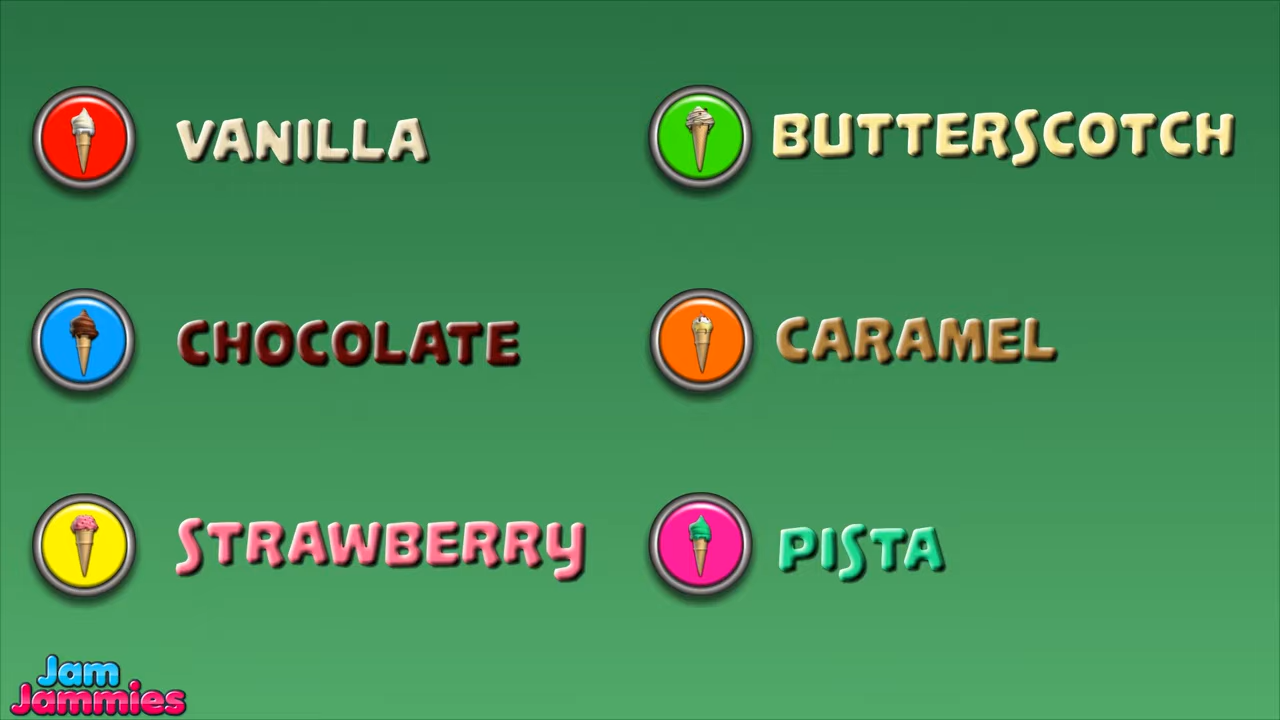 VANILLA
BUTTERSCOTCH
CHOCOLATE
CARAMEL
STRAWBERRY
PISTA
Jam
Jammies